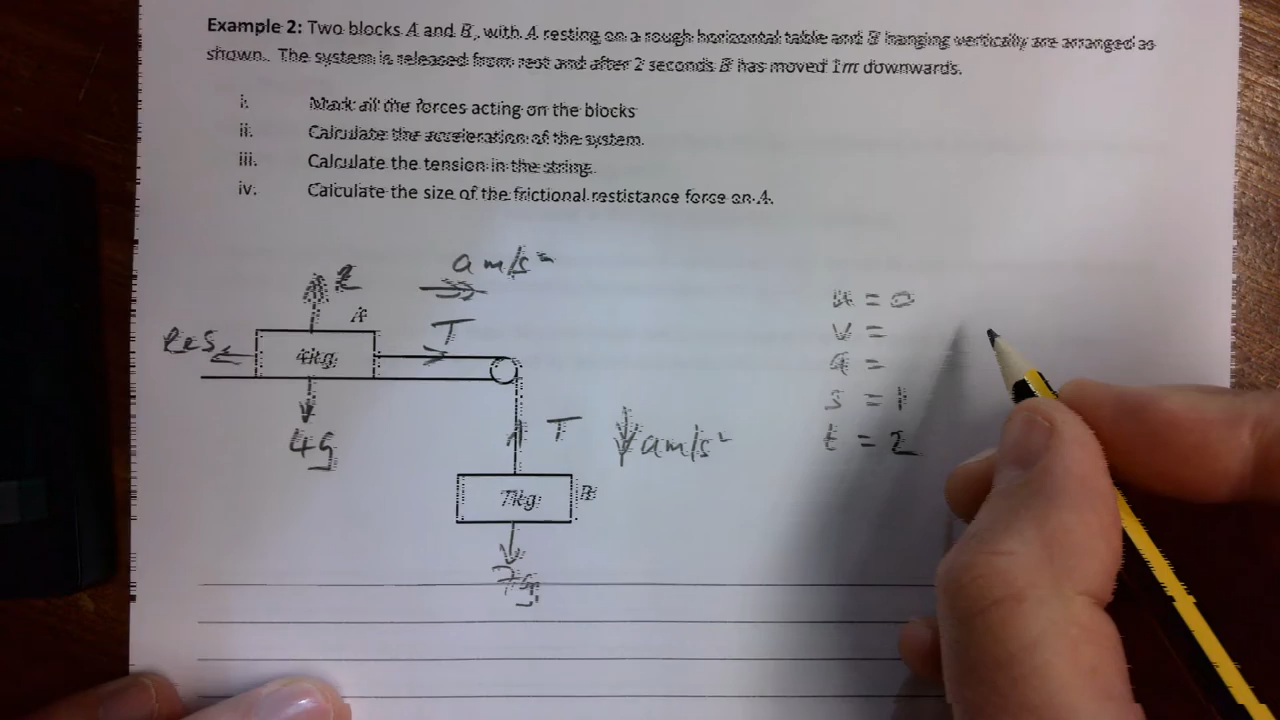 Example 2: Two blocks A and B, with A resting on a rough horizontal table and B hanging vertically are arranged as
shown. The system is released from rest and after 2 seconds B has moved 1m downwards.
i. Mark all the forces acting on the blocks
ii. Calculate the acceleration of the system.
iii. Calculate the tension in the string.
iv. Calculate the size of the frictional restistance force on A.
a m/s²
R
A
T
Res
4kg
4g
T
a m/s²
7kg
B
7g
u = 0
v =
a =
s = 1
t = 2